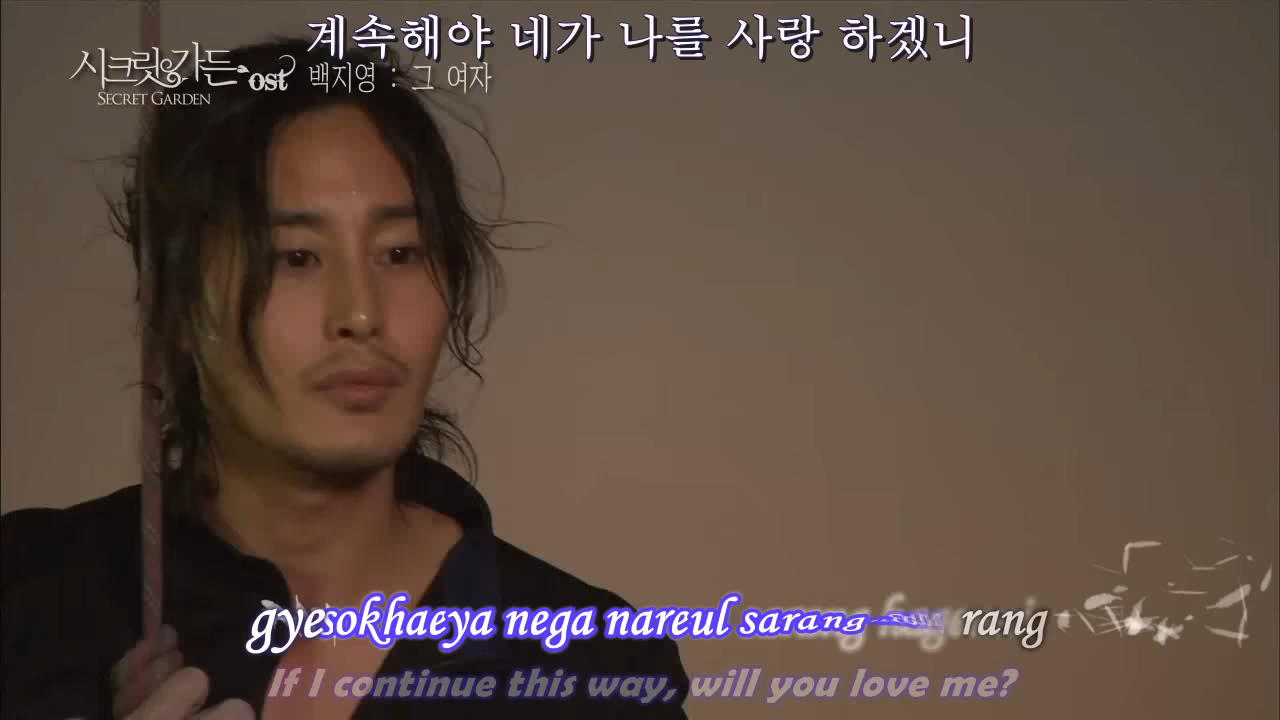 계속해야 네가 나를 사랑 하겠니
시크릿가든 ost
SECRET GARDEN
백지영 : 그 여자
gyesokhaeya nega nareul sarang rang
If I continue this way, will you love me?